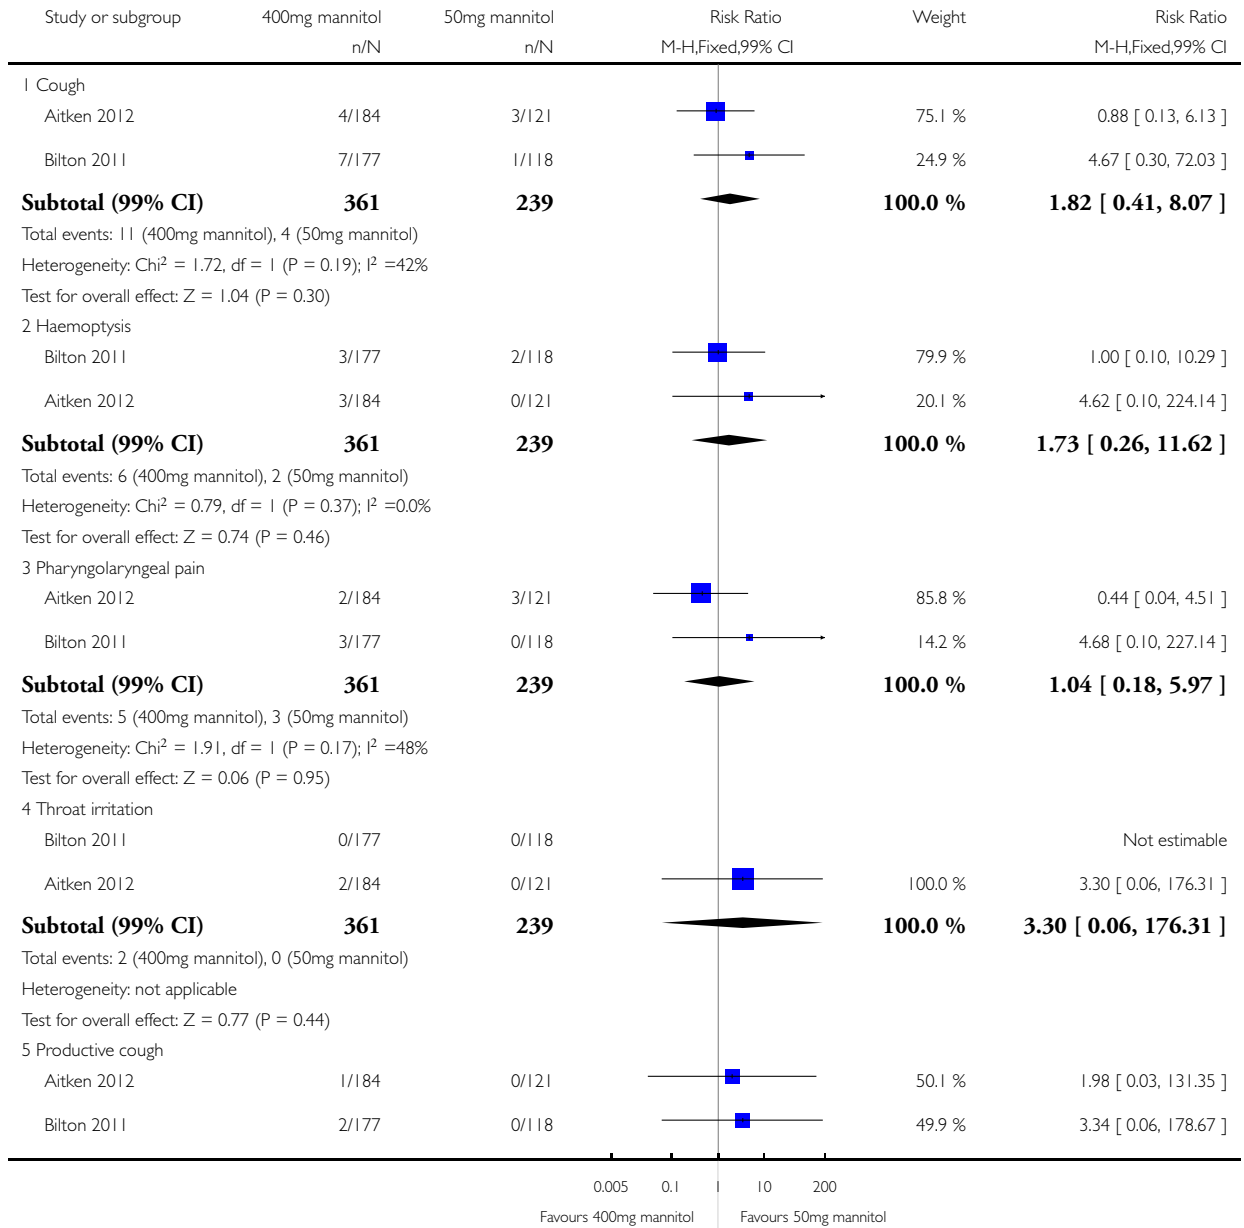 Study or subgroup 400mg mannitol 50mg mannitol Risk Ratio Weight Risk Ratio
n/N n/N M-H,Fixed,99% CI M-H,Fixed,99% CI
1 Cough
Aitken 2012 4/184 3/121 75.1 % 0.88 [ 0.13, 6.13 ]
Bilton 2011 7/177 1/118 24.9 % 4.67 [ 0.30, 72.03 ]
Subtotal (99% CI) 361 239 100.0 % 1.82 [ 0.41, 8.07 ]
Total events: 11 (400mg mannitol), 4 (50mg mannitol)
Heterogeneity: Chi² = 1.72, df = 1 (P = 0.19); I² =42%
Test for overall effect: Z = 1.04 (P = 0.30)
2 Haemoptysis
Bilton 2011 3/177 2/118 79.9 % 1.00 [ 0.10, 10.29 ]
Aitken 2012 3/184 0/121 20.1 % 4.62 [ 0.10, 224.14 ]
Subtotal (99% CI) 361 239 100.0 % 1.73 [ 0.26, 11.62 ]
Total events: 6 (400mg mannitol), 2 (50mg mannitol)
Heterogeneity: Chi² = 0.79, df = 1 (P = 0.37); I² =0.0%
Test for overall effect: Z = 0.74 (P = 0.46)
3 Pharyngolaryngeal pain
Aitken 2012 2/184 3/121 85.8 % 0.44 [ 0.04, 4.51 ]
Bilton 2011 3/177 0/118 14.2 % 4.68 [ 0.10, 227.14 ]
Subtotal (99% CI) 361 239 100.0 % 1.04 [ 0.18, 5.97 ]
Total events: 5 (400mg mannitol), 3 (50mg mannitol)
Heterogeneity: Chi² = 1.91, df = 1 (P = 0.17); I² =48%
Test for overall effect: Z = 0.06 (P = 0.95)
4 Throat irritation
Bilton 2011 0/177 0/118 Not estimable
Aitken 2012 2/184 0/121 100.0 % 3.30 [ 0.06, 176.31 ]
Subtotal (99% CI) 361 239 100.0 % 3.30 [ 0.06, 176.31 ]
Total events: 2 (400mg mannitol), 0 (50mg mannitol)
Heterogeneity: not applicable
Test for overall effect: Z = 0.77 (P = 0.44)
5 Productive cough
Aitken 2012 1/184 0/121 50.1 % 1.98 [ 0.03, 131.35 ]
Bilton 2011 2/177 0/118 49.9 % 3.34 [ 0.06, 178.67 ]
0.005 0.1 1 10 200
Favours 400mg mannitol Favours 50mg mannitol